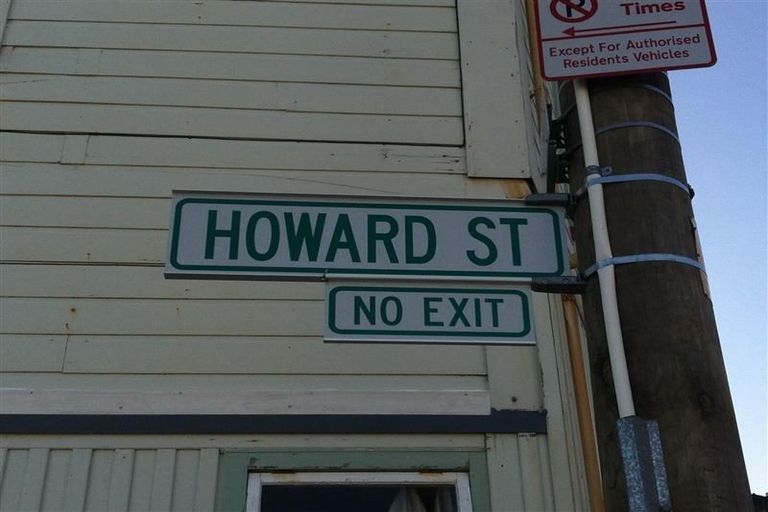 Times
Except For Authorised
Residents Vehicles
HOWARD ST
NO EXIT